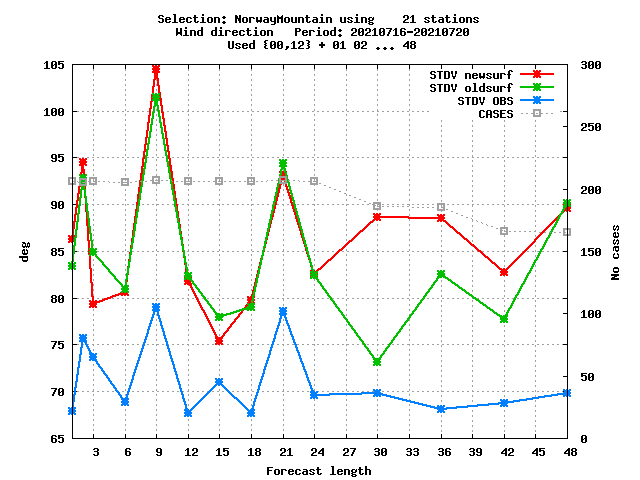 Selection: NorwayMountain using    21 stations
Wind direction   Period: 20210716-20210720
Used {00,12} + 01 02 ... 48
STDV newsurf
STDV oldsurf
STDV OBS
CASES
105
100
95
90
85
80
75
70
65
deg
300
250
200
150
100
50
0
No cases
3 6 9 12 15 18 21 24 27 30 33 36 39 42 45 48
Forecast length